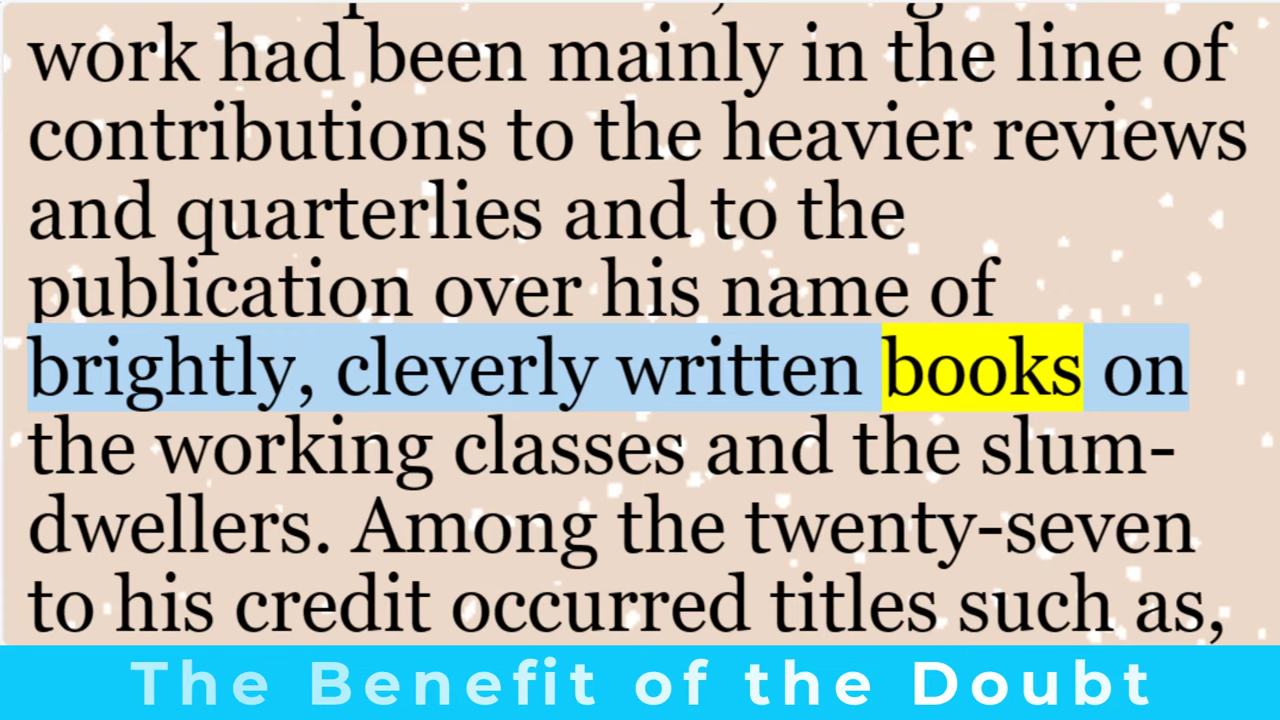 work had been mainly in the line of
contributions to the heavier reviews
and quarterlies and to the
publication over his name of
brightly, cleverly written books on
the working classes and the slum-
dwellers. Among the twenty-seven
to his credit occurred titles such as,
The Benefit of the Doubt